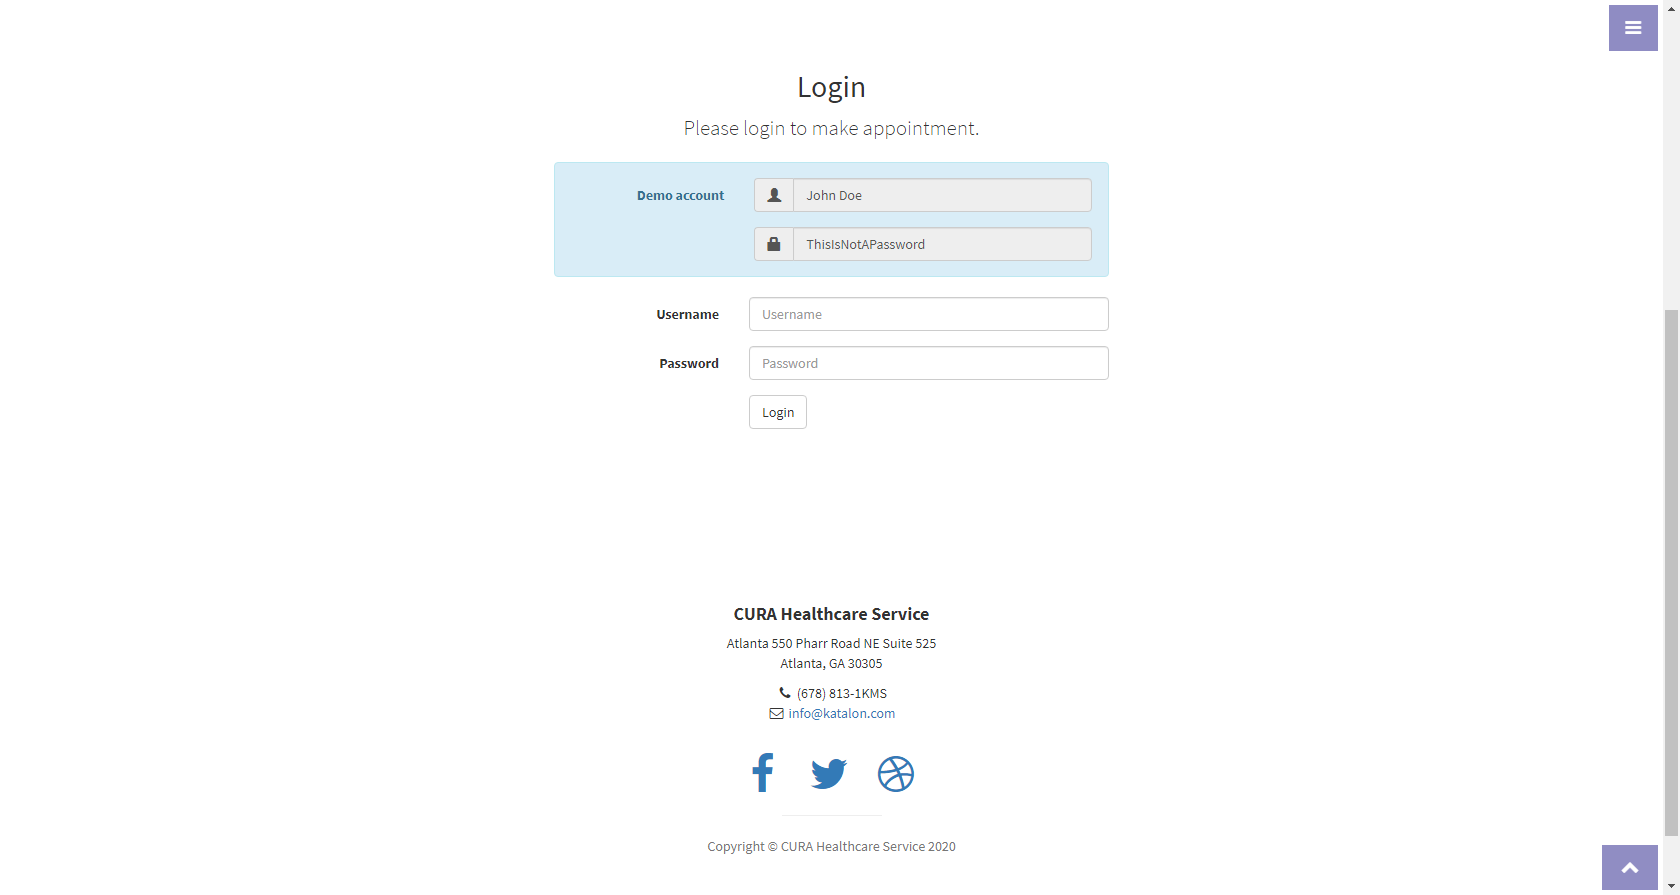 Login
Please login to make appointment.
Demo account
John Doe
ThisIsNotAPassword
Username
Username
Password
Password
Login
CURA Healthcare Service
Atlanta 550 Pharr Road NE Suite 525
Atlanta, GA 30305
(678) 813-1KMS
info@katalon.com
Copyright © CURA Healthcare Service 2020